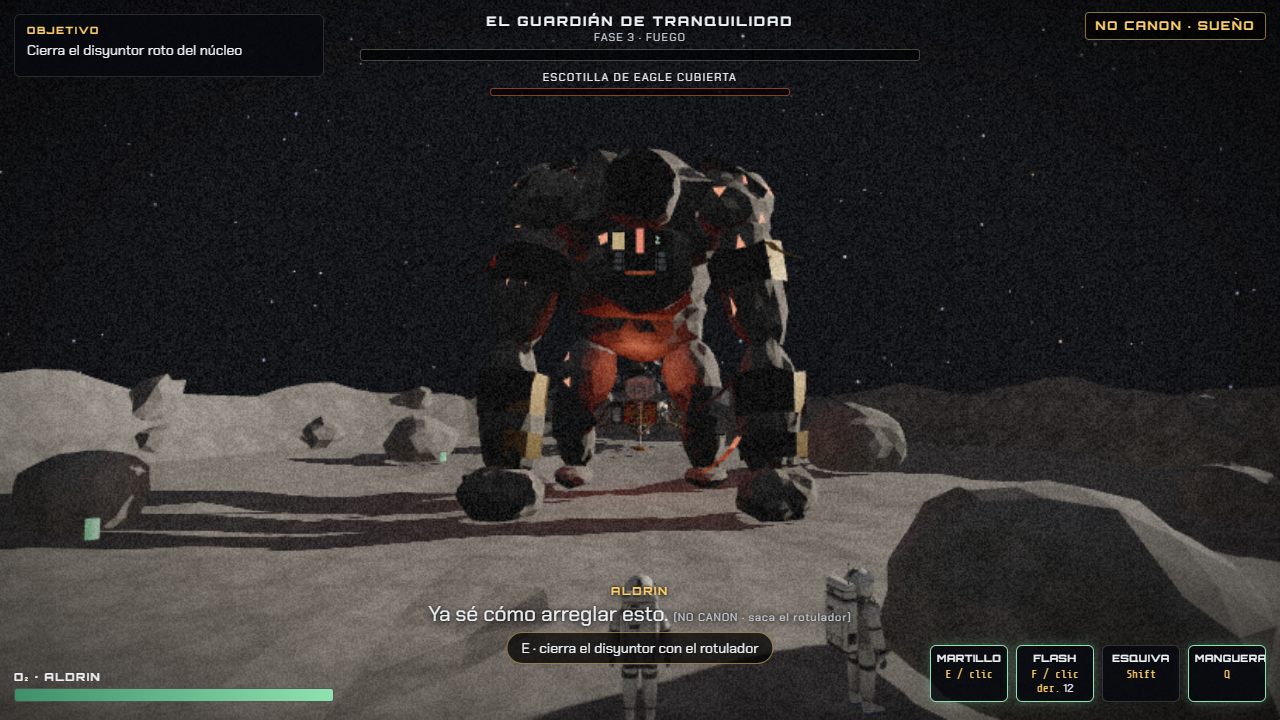 OBJETIVO
Cierra el disyuntor roto del núcleo
EL GUARDIÁN DE TRANQUILIDAD
FASE 3 · FUEGO
ESCOTILLA DE EAGLE CUBIERTA
NO CANON · SUEÑO
ALDRIN
Ya sé cómo arreglar esto. [NO CANON · saca el rotulador]
E · cierra el disyuntor con el rotulador
O₂ · ALDRIN
MARTILLO
E / clic
FLASH
F / clic
der. 12
ESQUIVA
Shift
MANGUERA
Q